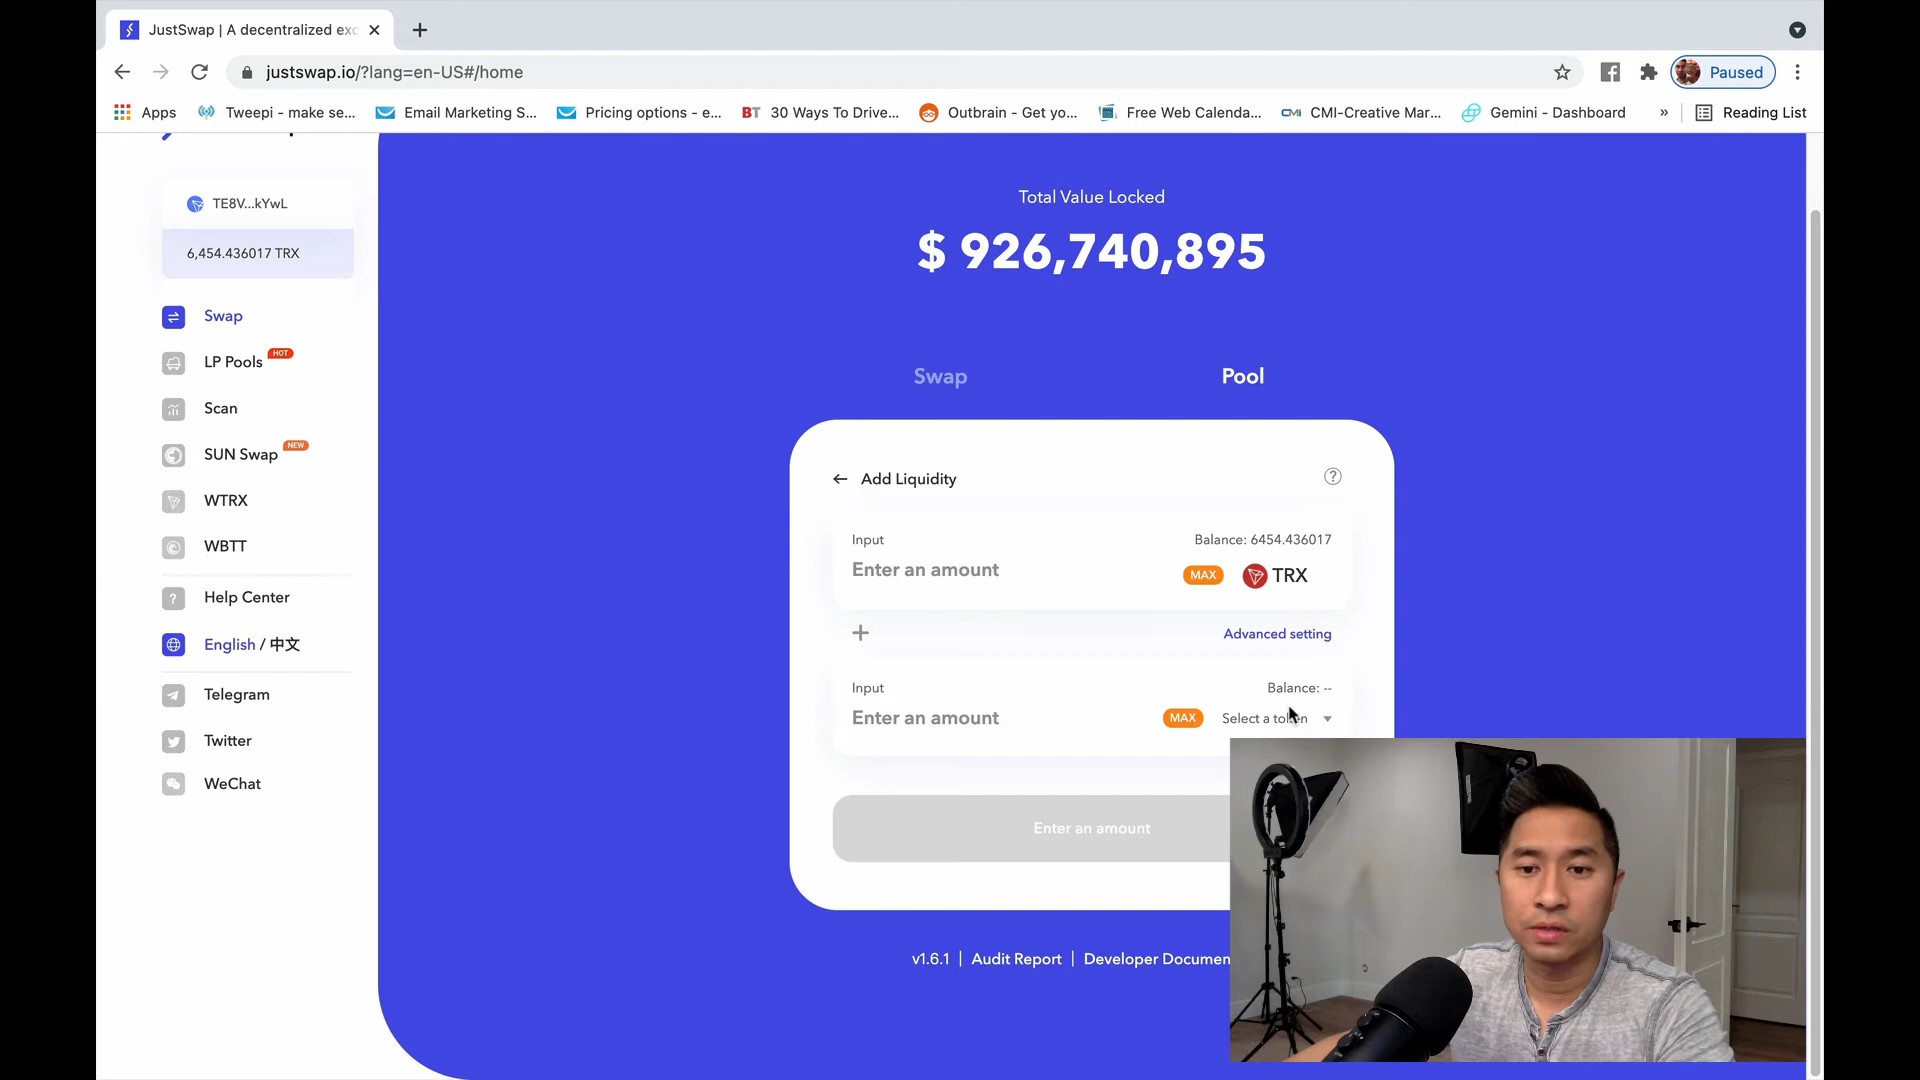 JustSwap | A decentralized exc
justswap.io/?lang=en-US#/home
Paused
Apps
Tweepi - make se...
Email Marketing S...
Pricing options - e...
BT 30 Ways To Drive...
Outbrain - Get yo...
Free Web Calenda...
CMI CMI-Creative Mar...
Gemini - Dashboard
»
Reading List
TE8V...kYwL
6,454.436017 TRX
Swap
LP Pools HOT
Scan
SUN Swap NEW
WTRX
WBTT
? Help Center
English / 中文
Telegram
Twitter
WeChat
Total Value Locked
$ 926,740,895
Swap Pool
← Add Liquidity ?
Input Balance: 6454.436017
Enter an amount MAX TRX
+ Advanced setting
Input Balance: --
Enter an amount MAX Select a token
Enter an amount
v1.6.1 | Audit Report | Developer Documen